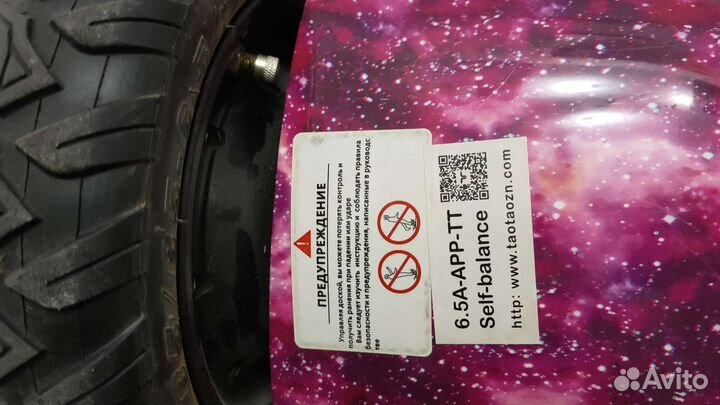 ПРЕДУПРЕЖДЕНИЕ
Управляя доской, вы можете потерять контроль и
получить ранения при падении или ударе
Вам следует изучить инструкцию и соблюдать правила
безопасности и предупреждения, написанные в руководс
тве
6.5A-APP-TT
Self-balance
http: www.taotaozn.com
Avito